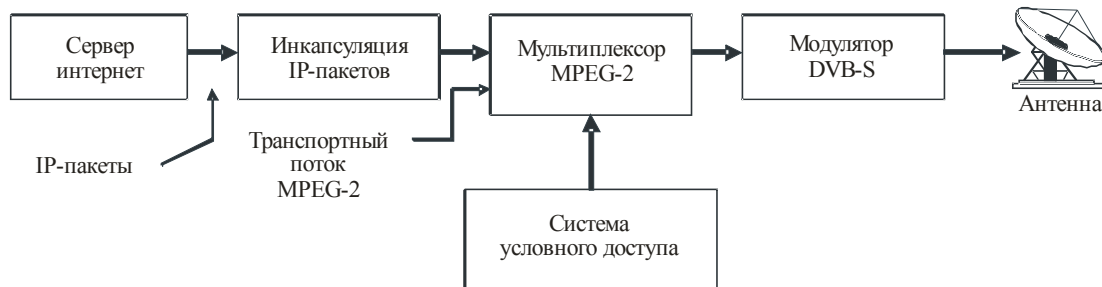 Сервер
интернет
Инкапсуляция
IP-пакетов
Мультиплексор
MPEG-2
Модулятор
DVB-S
Антенна
IP-пакеты
Транспортный
поток
MPEG-2
Система
условного доступа